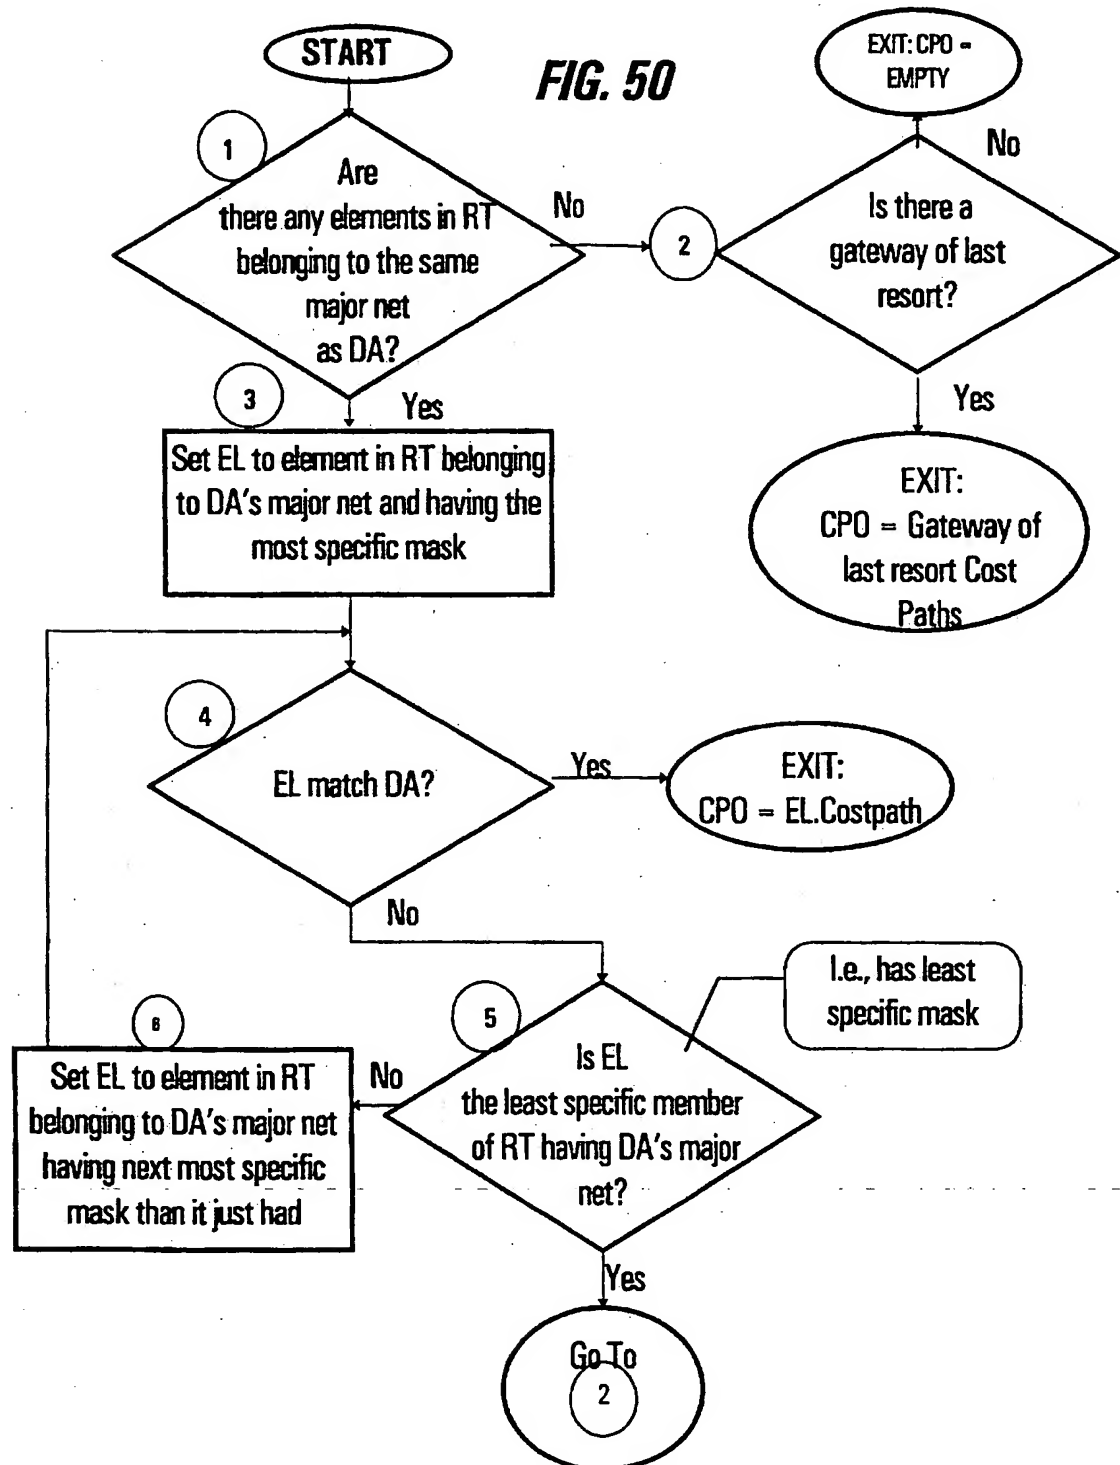 START
FIG. 50
EXIT: CPO =
EMPTY
1
Are
there any elements in RT
belonging to the same
major net
as DA?
No
2
No
Is there a
gateway of last
resort?
Yes
EXIT:
CPO = Gateway of
last resort Cost
Paths
3
Yes
Set EL to element in RT belonging
to DA's major net and having the
most specific mask
4
EL match DA?
Yes
EXIT:
CPO = EL.Costpath
No
I.e., has least
specific mask
5
Is EL
the least specific member
of RT having DA's major
net?
No
6
Set EL to element in RT
belonging to DA's major net
having next most specific
mask than it just had
Yes
Go To
2